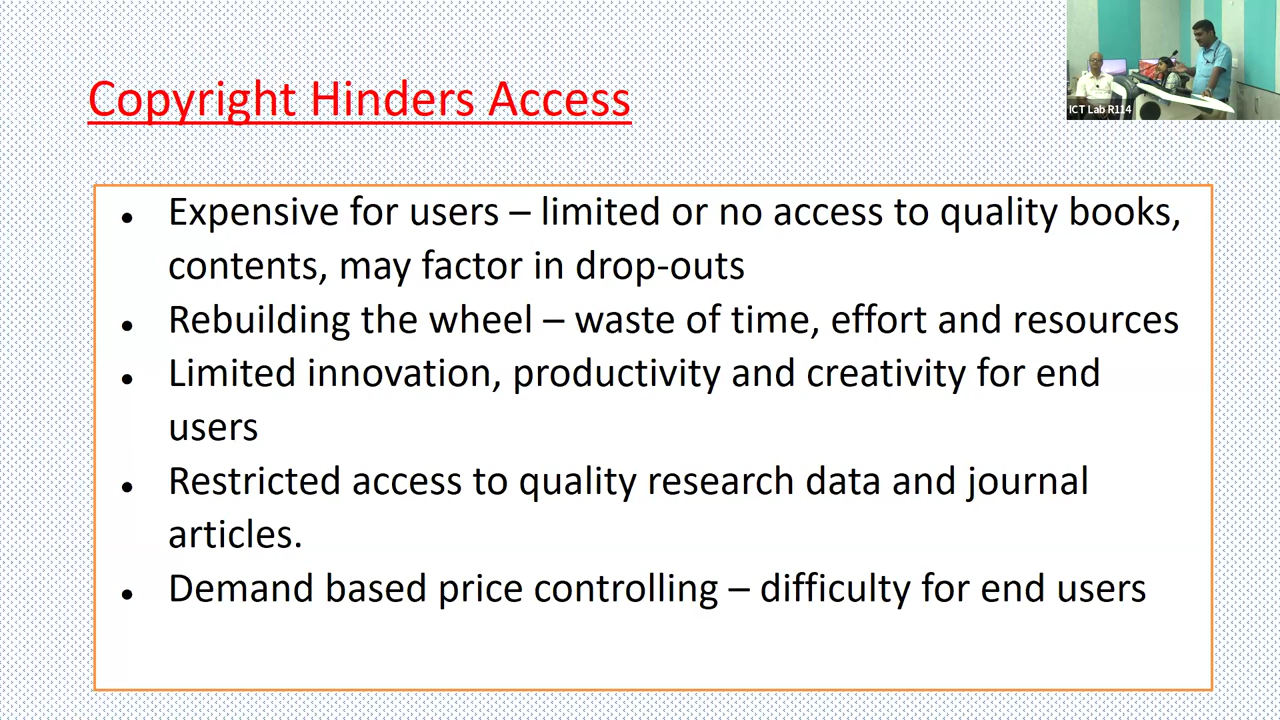 Copyright Hinders Access
ICT Lab R114
• Expensive for users – limited or no access to quality books,
contents, may factor in drop-outs
• Rebuilding the wheel – waste of time, effort and resources
• Limited innovation, productivity and creativity for end
users
• Restricted access to quality research data and journal
articles.
• Demand based price controlling – difficulty for end users